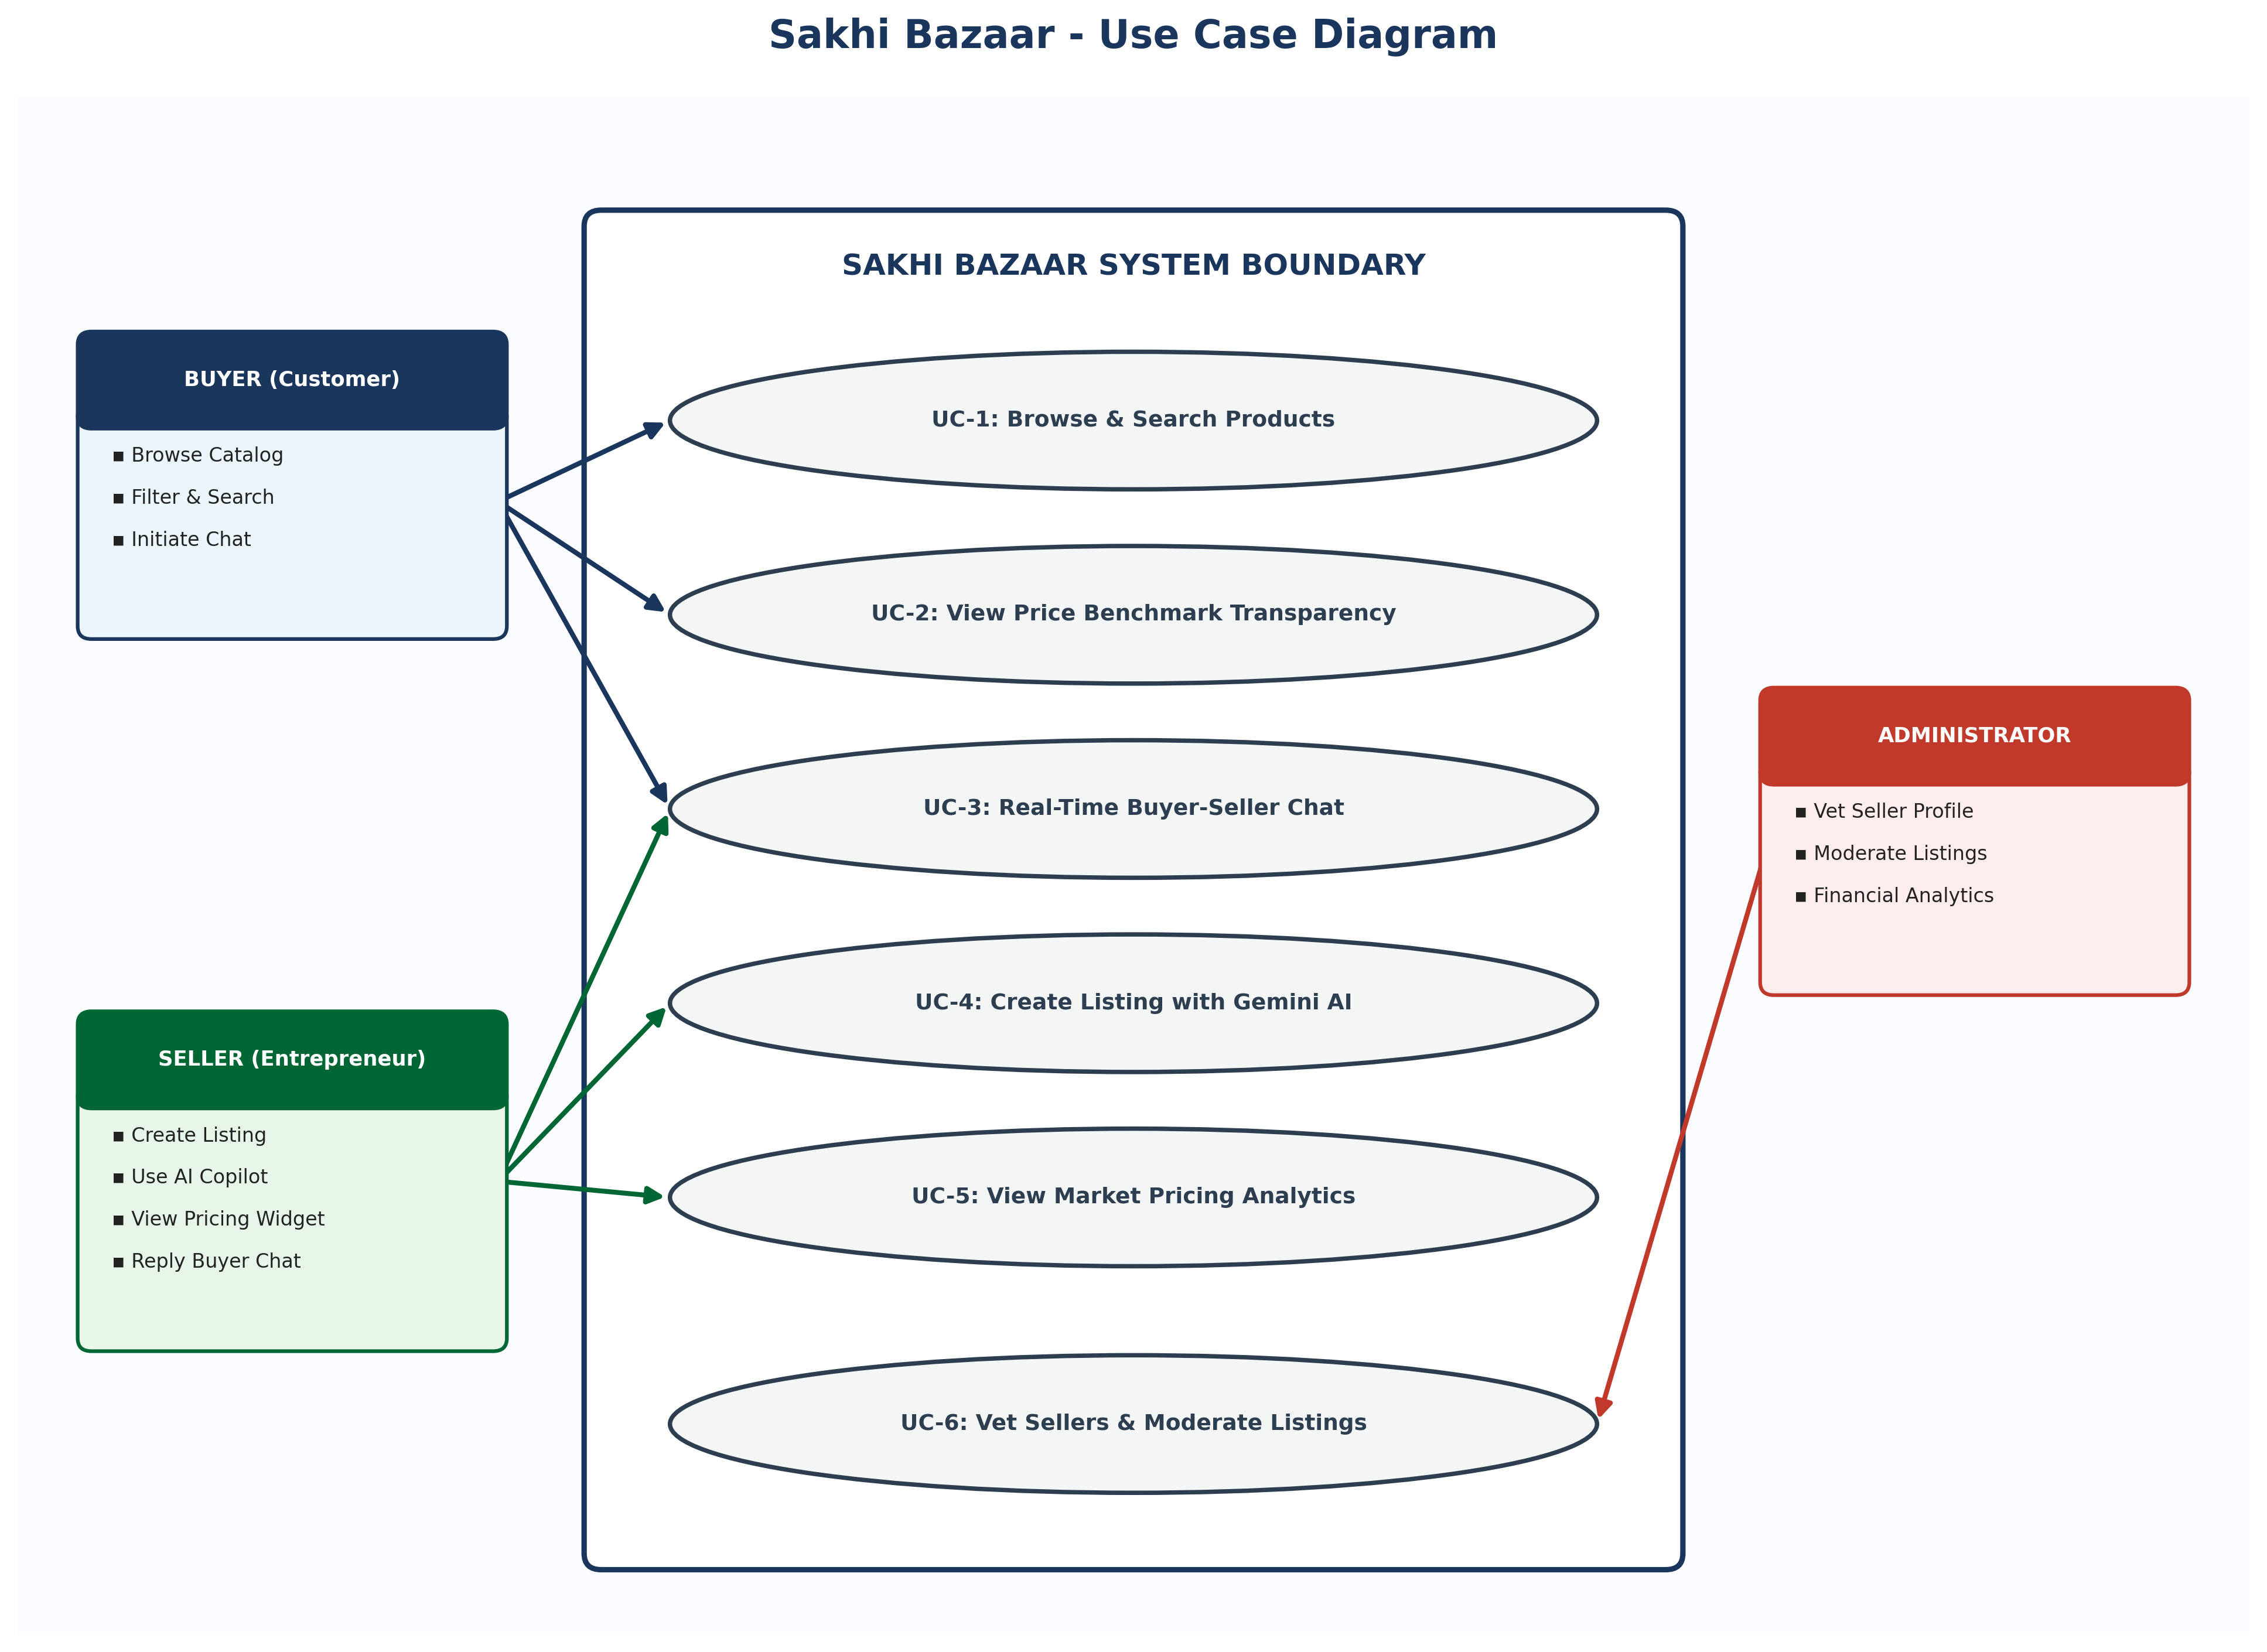 Sakhi Bazaar - Use Case Diagram
SAKHI BAZAAR SYSTEM BOUNDARY
BUYER (Customer)
▪ Browse Catalog
▪ Filter & Search
▪ Initiate Chat
SELLER (Entrepreneur)
▪ Create Listing
▪ Use AI Copilot
▪ View Pricing Widget
▪ Reply Buyer Chat
UC-1: Browse & Search Products
UC-2: View Price Benchmark Transparency
UC-3: Real-Time Buyer-Seller Chat
UC-4: Create Listing with Gemini AI
UC-5: View Market Pricing Analytics
UC-6: Vet Sellers & Moderate Listings
ADMINISTRATOR
▪ Vet Seller Profile
▪ Moderate Listings
▪ Financial Analytics